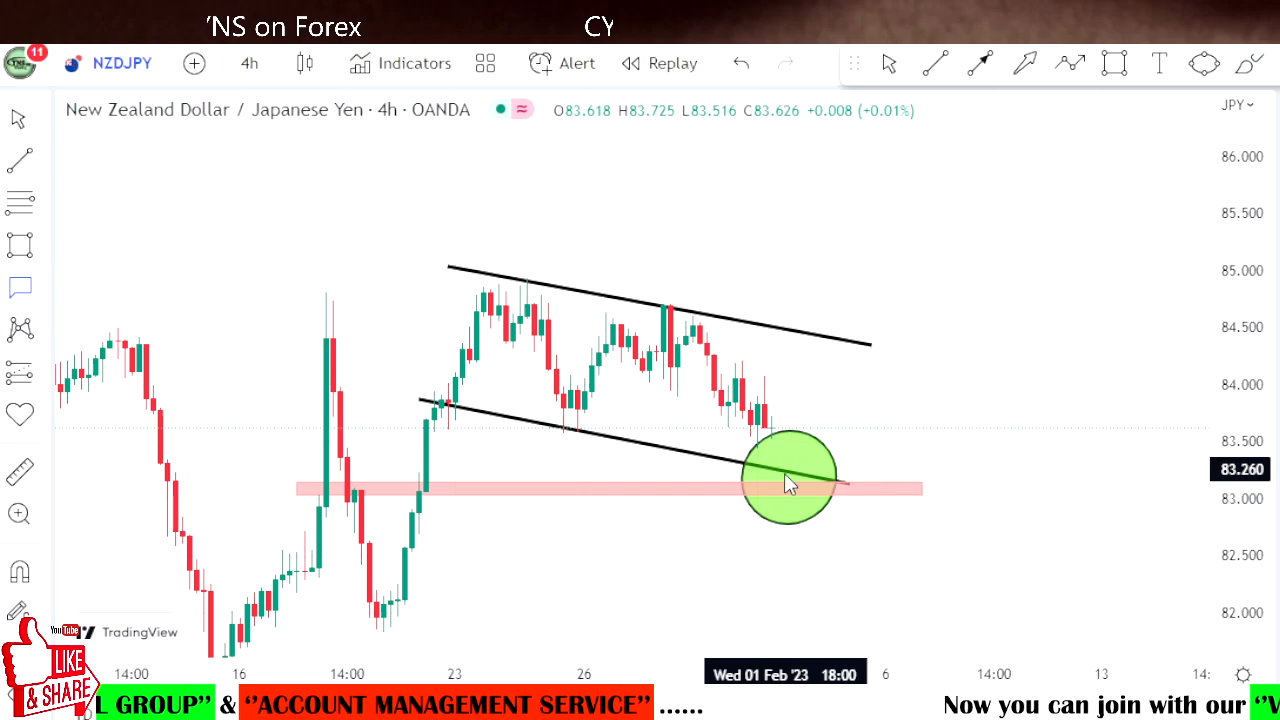 'NS on Forex CY
11 NZDJPY 4h Indicators Alert Replay T
New Zealand Dollar / Japanese Yen · 4h · OANDA ≈ O83.618 H83.725 L83.516 C83.626 +0.008 (+0.01%) JPY
86.000
85.500
85.000
84.500
84.000
83.500
83.260
83.000
82.500
82.000
YouTube
TradingView
LIKE
& SHARE
14:00 16 14:00 23 26 Wed 01 Feb '23 18:00 6 14:00 13 14:
L GROUP" & "ACCOUNT MANAGEMENT SERVICE" ...... Now you can join with our "V